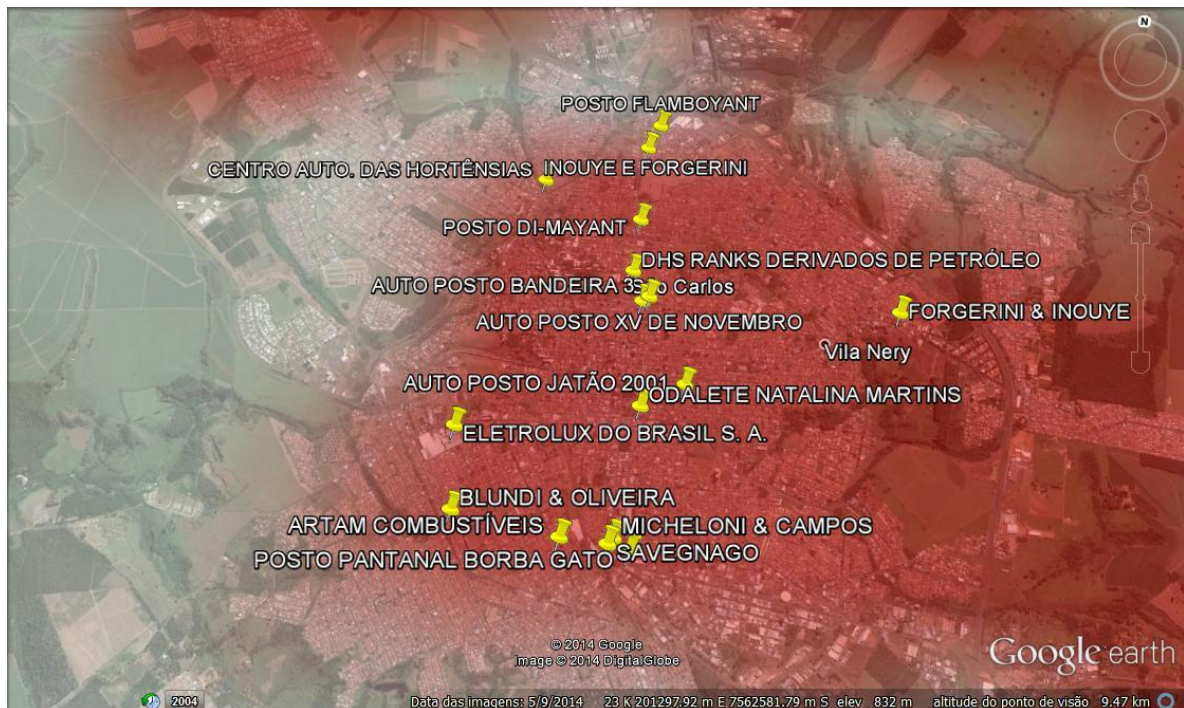 N
POSTO FLAMBOYANT
CENTRO AUTO. DAS HORTÊNSIAS
INOUYE E FORGERINI
POSTO DI-MAYANT
DHS RANKS DERIVADOS DE PETRÓLEO
AUTO POSTO BANDEIRA 3
São Carlos
AUTO POSTO XV DE NOVEMBRO
FORGERINI & INOUYE
Vila Nery
AUTO POSTO JATÃO 2001
ODALETE NATALINA MARTINS
ELETROLUX DO BRASIL S. A.
BLUNDI & OLIVEIRA
ARTAM COMBUSTÍVEIS
MICHELONI & CAMPOS
POSTO PANTANAL BORBA GATO
SAVEGNAGO
© 2014 Google
Image © 2014 DigitalGlobe
Google earth
2004
Data das imagens: 5/9/2014 23 K 201297.92 m E 7562581.79 m S elev 832 m altitude do ponto de visão 9.47 km